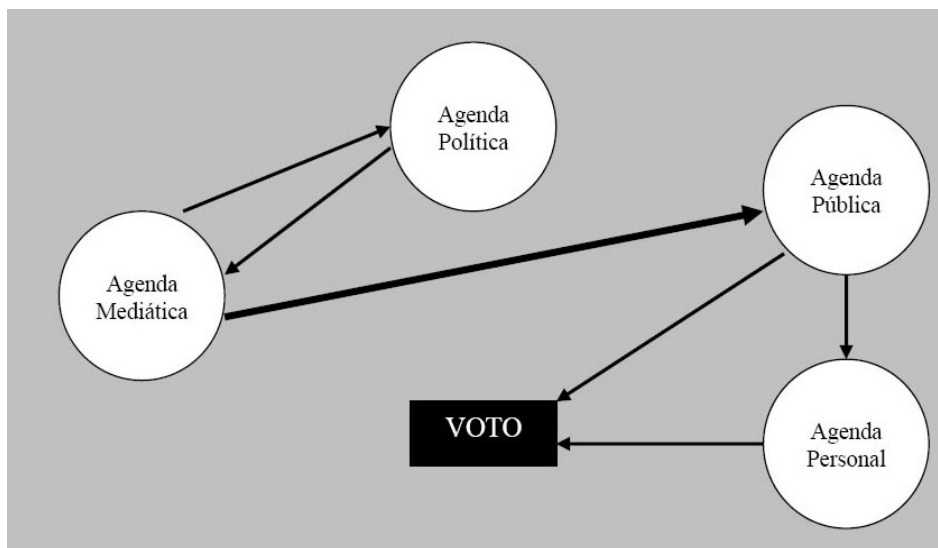 Agenda
Política
Agenda
Pública
Agenda
Mediática
VOTO
Agenda
Personal